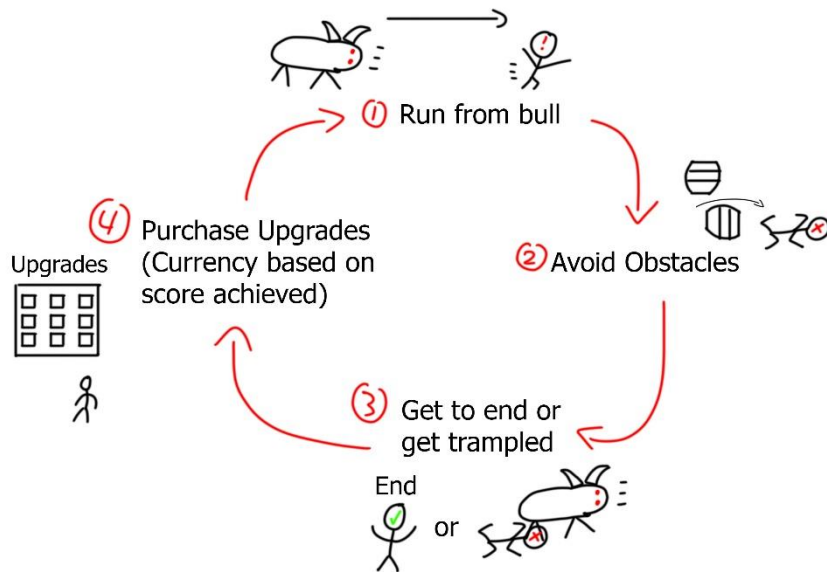 ① Run from bull
② Avoid Obstacles
③ Get to end or
get trampled
End
or
④ Purchase Upgrades
(Currency based on
score achieved)
Upgrades